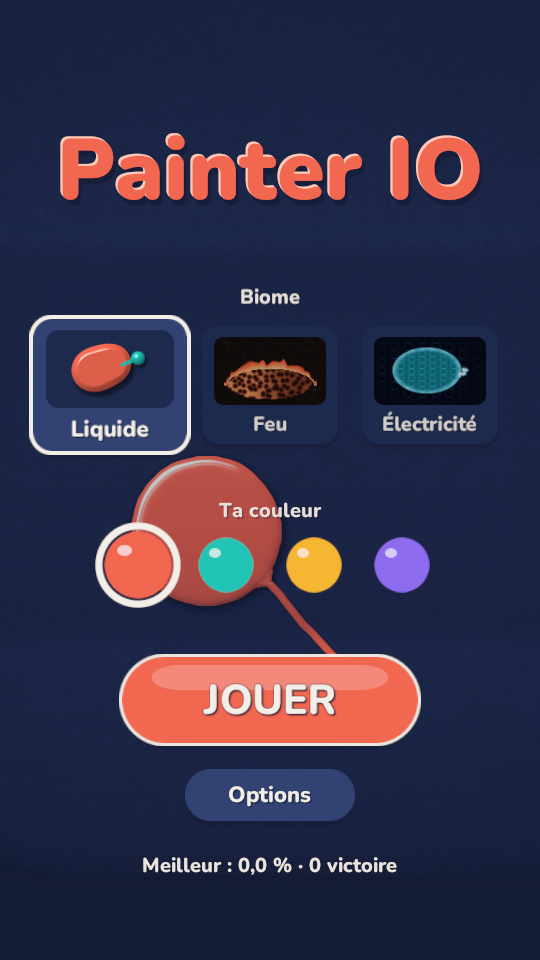 Painter IO
Biome
Liquide
Feu
Électricité
Ta couleur
JOUER
Options
Meilleur : 0,0 % · 0 victoire